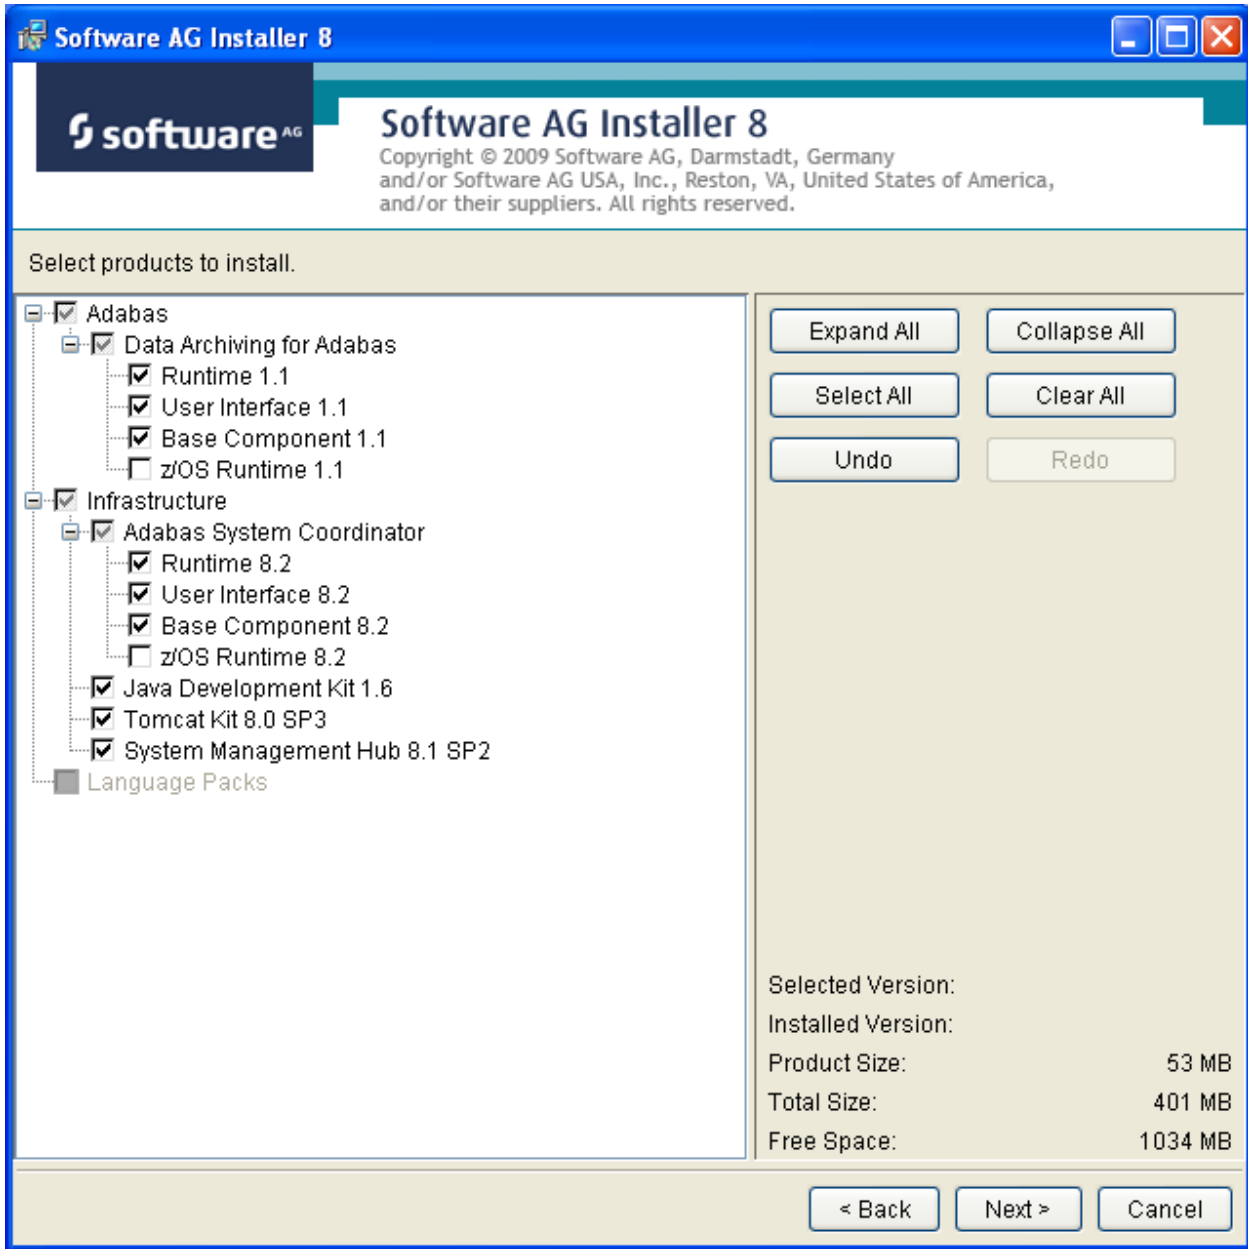 Software AG Installer 8
software AG
Software AG Installer 8
Copyright © 2009 Software AG, Darmstadt, Germany
and/or Software AG USA, Inc., Reston, VA, United States of America,
and/or their suppliers. All rights reserved.
Select products to install.
Adabas
Data Archiving for Adabas
Runtime 1.1
User Interface 1.1
Base Component 1.1
z/OS Runtime 1.1
Infrastructure
Adabas System Coordinator
Runtime 8.2
User Interface 8.2
Base Component 8.2
z/OS Runtime 8.2
Java Development Kit 1.6
Tomcat Kit 8.0 SP3
System Management Hub 8.1 SP2
Language Packs
Expand All Collapse All
Select All Clear All
Undo Redo
Selected Version:
Installed Version:
Product Size: 53 MB
Total Size: 401 MB
Free Space: 1034 MB
< Back Next > Cancel